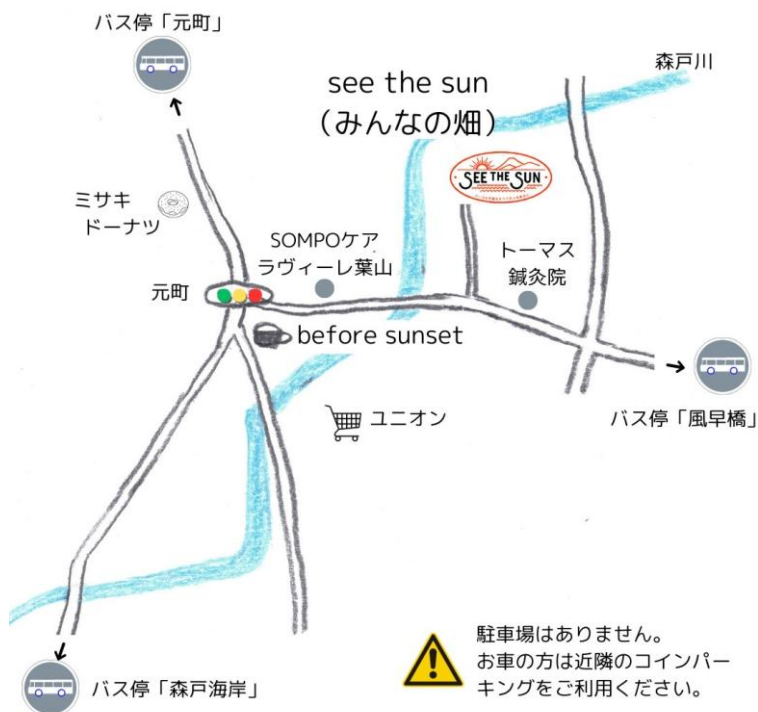 バス停「元町」
森戸川
see the sun
（みんなの畑）
SEE THE SUN
ミサキ
ドーナツ
SOMPOケア
ラヴィーレ葉山
トーマス
鍼灸院
元町
before sunset
ユニオン
バス停「風早橋」
駐車場はありません。
お車の方は近隣のコインパー
キングをご利用ください。
バス停「森戸海岸」